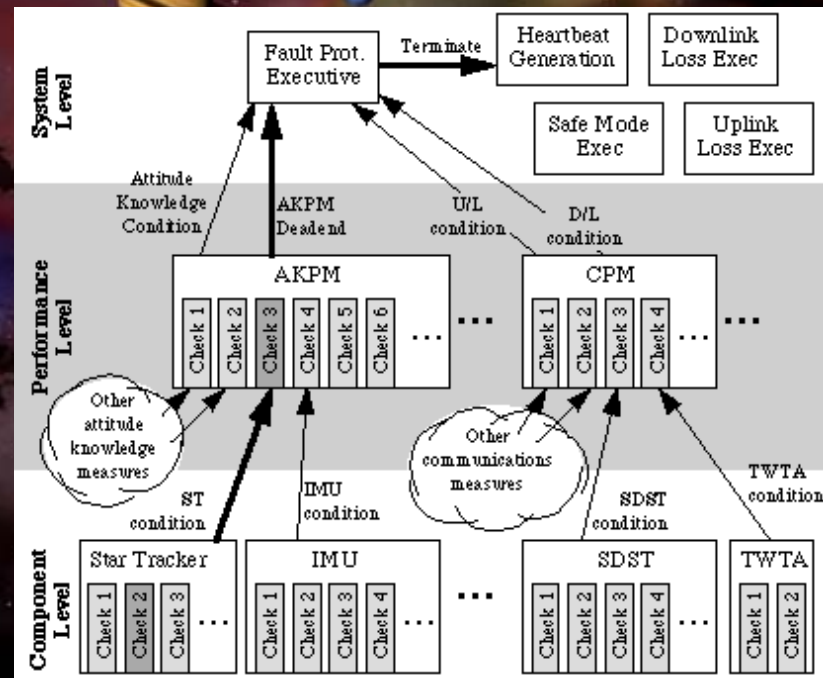 System
Level
Fault Prot.
Executive
Terminate
Heartbeat
Generation
Downlink
Loss Exec
Safe Mode
Exec
Uplink
Loss Exec
Performance
Level
Attitude
Knowledge
Condition
AKPM
Deadend
U/L
condition
D/L
condition
AKPM
Check 1
Check 2
Check 3
Check 4
Check 5
Check 6
...
...
CPM
Check 1
Check 2
Check 3
Check 4
...
...
Other
attitude
knowledge
measures
Other
communications
measures
ST
condition
IMU
condition
SDST
condition
TWTA
condition
Component
Level
Star Tracker
Check 1
Check 2
Check 3
...
IMU
Check 1
Check 2
Check 3
Check 4
...
...
SDST
Check 1
Check 2
Check 3
Check 4
...
TWTA
Check 1
Check 2